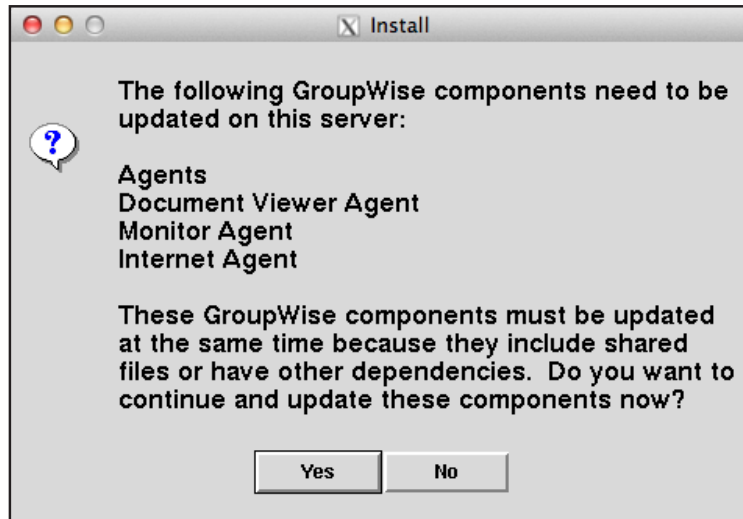 Install
The following GroupWise components need to be
updated on this server:
?
Agents
Document Viewer Agent
Monitor Agent
Internet Agent
These GroupWise components must be updated
at the same time because they include shared
files or have other dependencies.  Do you want to
continue and update these components now?
Yes No